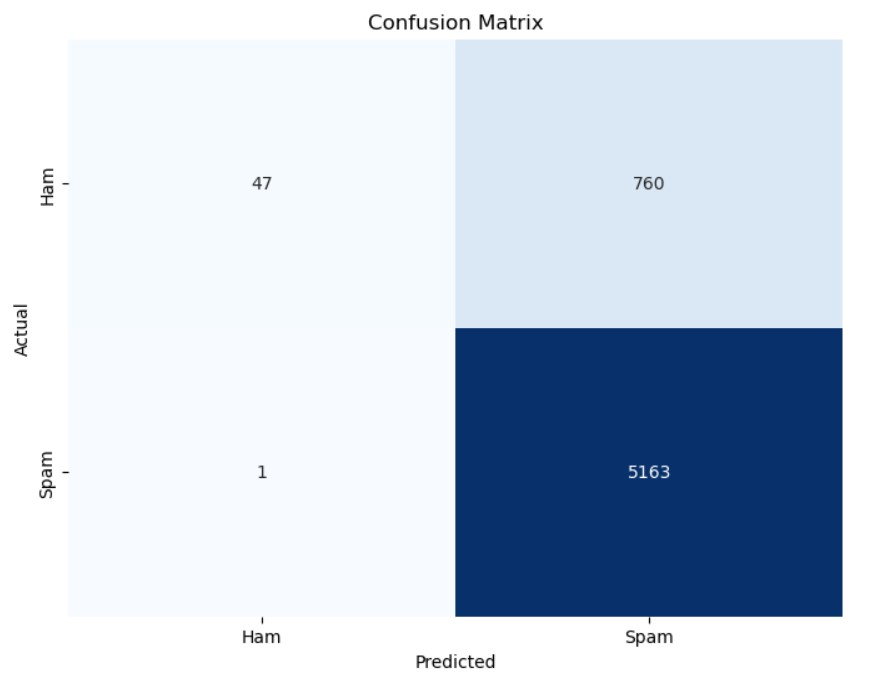 Confusion Matrix
Ham
47
760
Actual
Spam
1
5163
Ham
Spam
Predicted